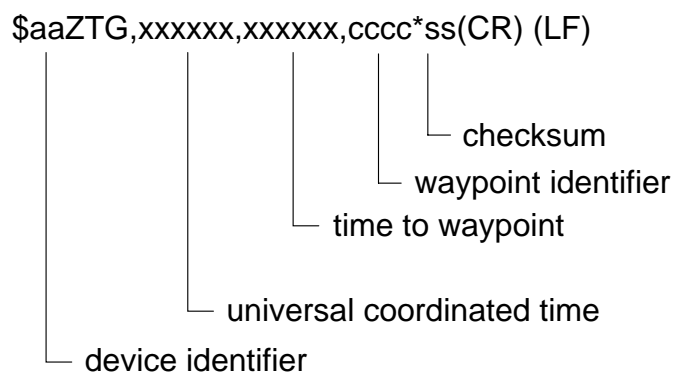 $aaZTG,xxxxxx,xxxxxx,cccc*ss(CR) (LF)
checksum
waypoint identifier
time to waypoint
universal coordinated time
device identifier